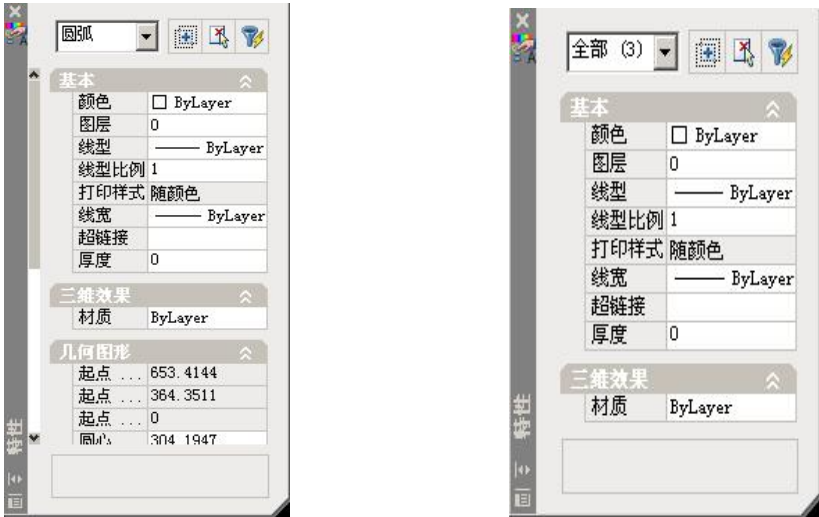 圆弧
基本
颜色 ByLayer
图层 0
线型 ByLayer
线型比例 1
打印样式 随颜色
线宽 ByLayer
超链接
厚度 0
三维效果
材质 ByLayer
几何图形
起点 ... 653.4144
起点 ... 364.3511
起点 ... 0
圆心 304.1947
特性
全部 (3)
基本
颜色 ByLayer
图层 0
线型 ByLayer
线型比例 1
打印样式 随颜色
线宽 ByLayer
超链接
厚度 0
三维效果
材质 ByLayer
特性